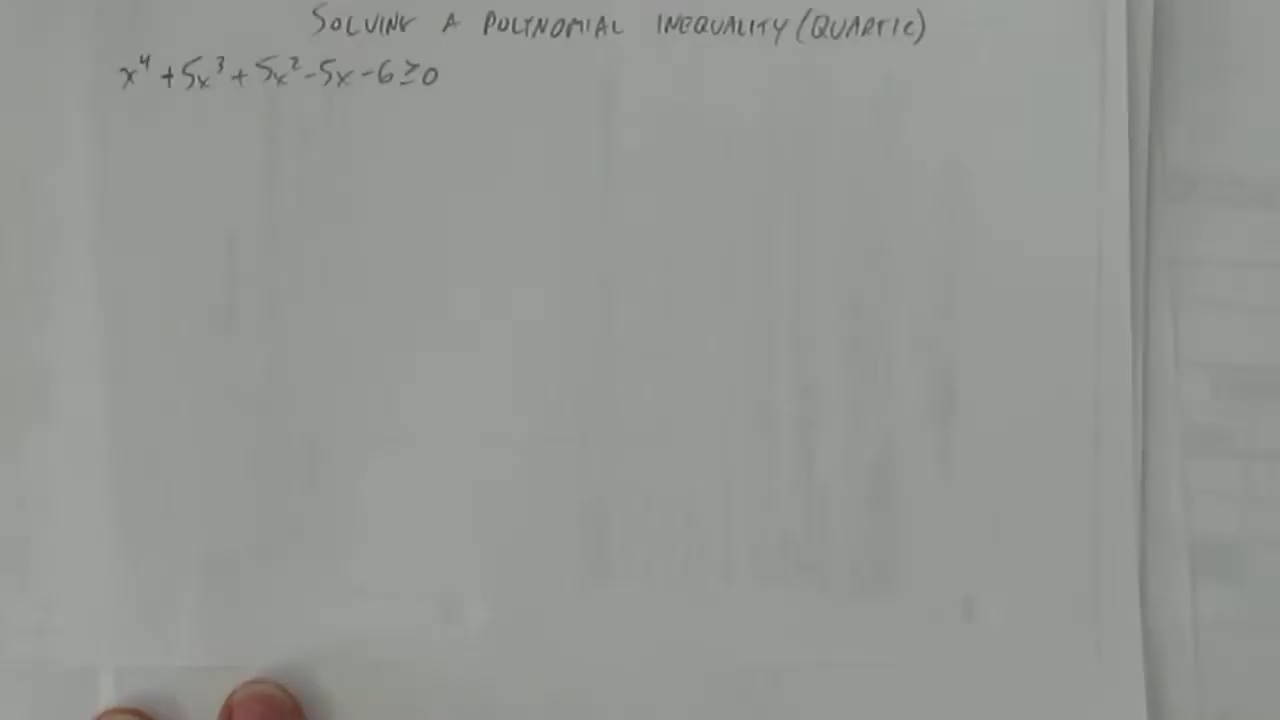 SOLVING A POLYNOMIAL INEQUALITY (QUARTIC)
x⁴ + 5x³ + 5x² - 5x - 6 ≥ 0